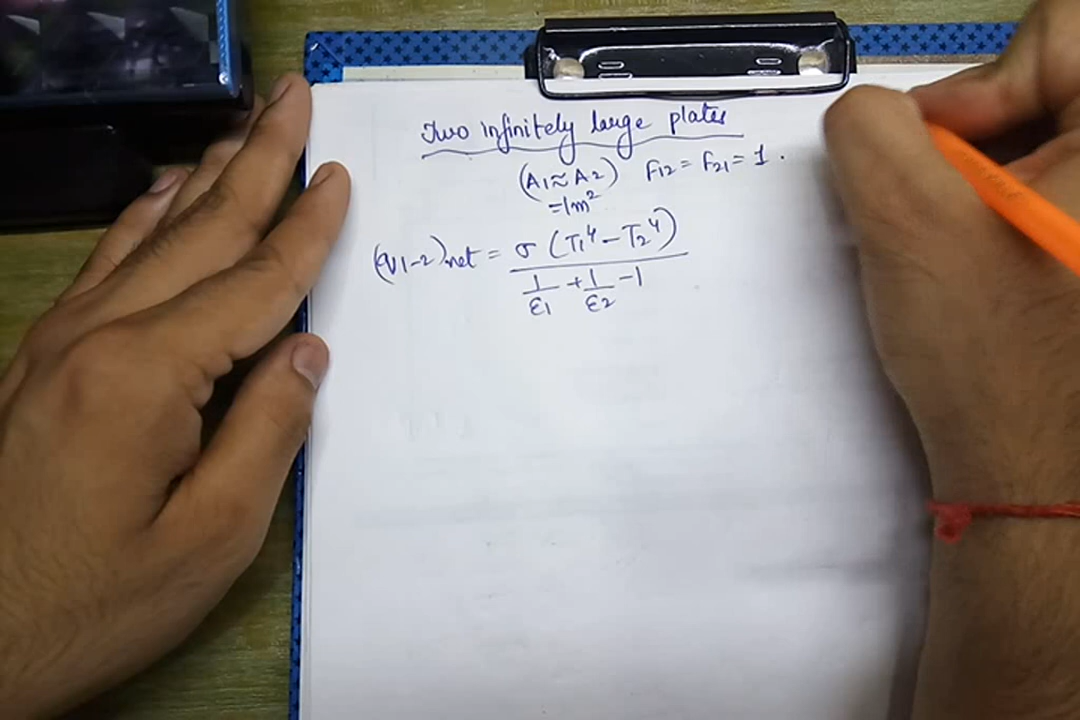 Two infinitely large plates
(A1 ≈ A2) F12 = F21 = 1.
= 1m²
(q1-2)net = σ (T1⁴ - T2⁴)
1/ε1 + 1/ε2 - 1